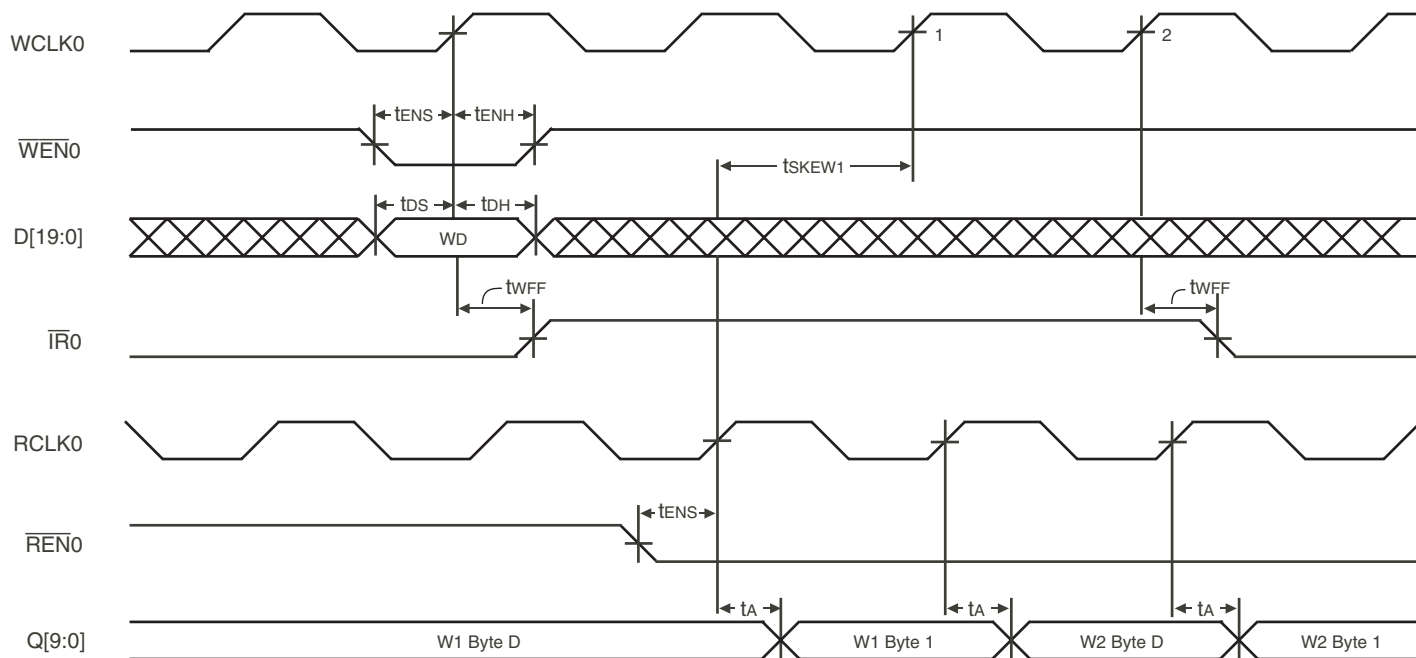 WCLK0
1
2
WEN0
tENS
tENH
tSKEW1
D[19:0]
tDS
tDH
WD
IR0
tWFF
tWFF
RCLK0
REN0
tENS
Q[9:0]
tA
tA
tA
W1 Byte D
W1 Byte 1
W2 Byte D
W2 Byte 1